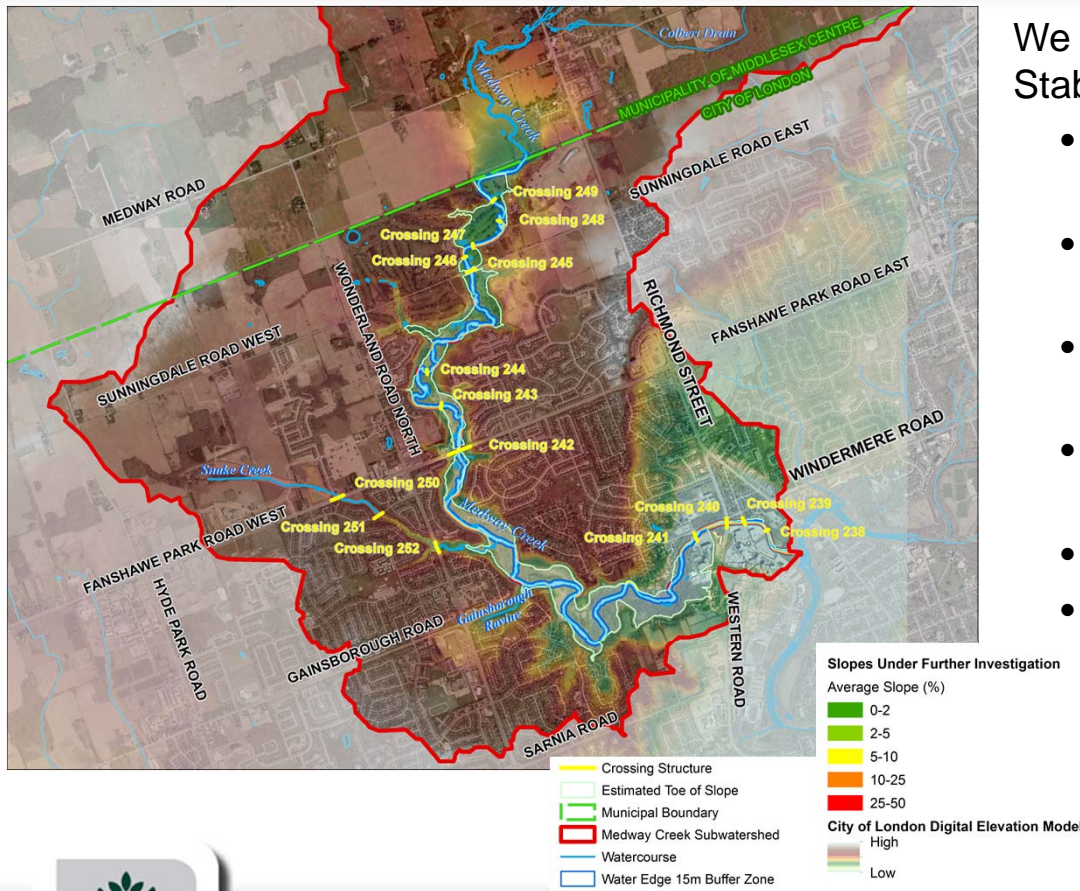 Colbert Drain
Medway Creek
MUNICIPALITY OF MIDDLESEX CENTRE
CITY OF LONDON
SUNNINGDALE ROAD EAST
MEDWAY ROAD
Crossing 249
Crossing 248
Crossing 247
Crossing 246
Crossing 245
WONDERLAND ROAD NORTH
RICHMOND STREET
FANSHAWE PARK ROAD EAST
SUNNINGDALE ROAD WEST
Crossing 244
Crossing 243
Crossing 242
WINDERMERE ROAD
Snake Creek
Crossing 250
Crossing 251
Crossing 252
Medway Creek
Crossing 240
Crossing 239
Crossing 241
Crossing 238
FANSHAWE PARK ROAD WEST
HYDE PARK ROAD
Gainsborough
Ravine
GAINSBOROUGH ROAD
WESTERN ROAD
SARNIA ROAD
We
Stab
•
•
•
•
•
•
Slopes Under Further Investigation
Average Slope (%)
0-2
2-5
5-10
10-25
25-50
City of London Digital Elevation Model
High
Low
Crossing Structure
Estimated Toe of Slope
Municipal Boundary
Medway Creek Subwatershed
Watercourse
Water Edge 15m Buffer Zone